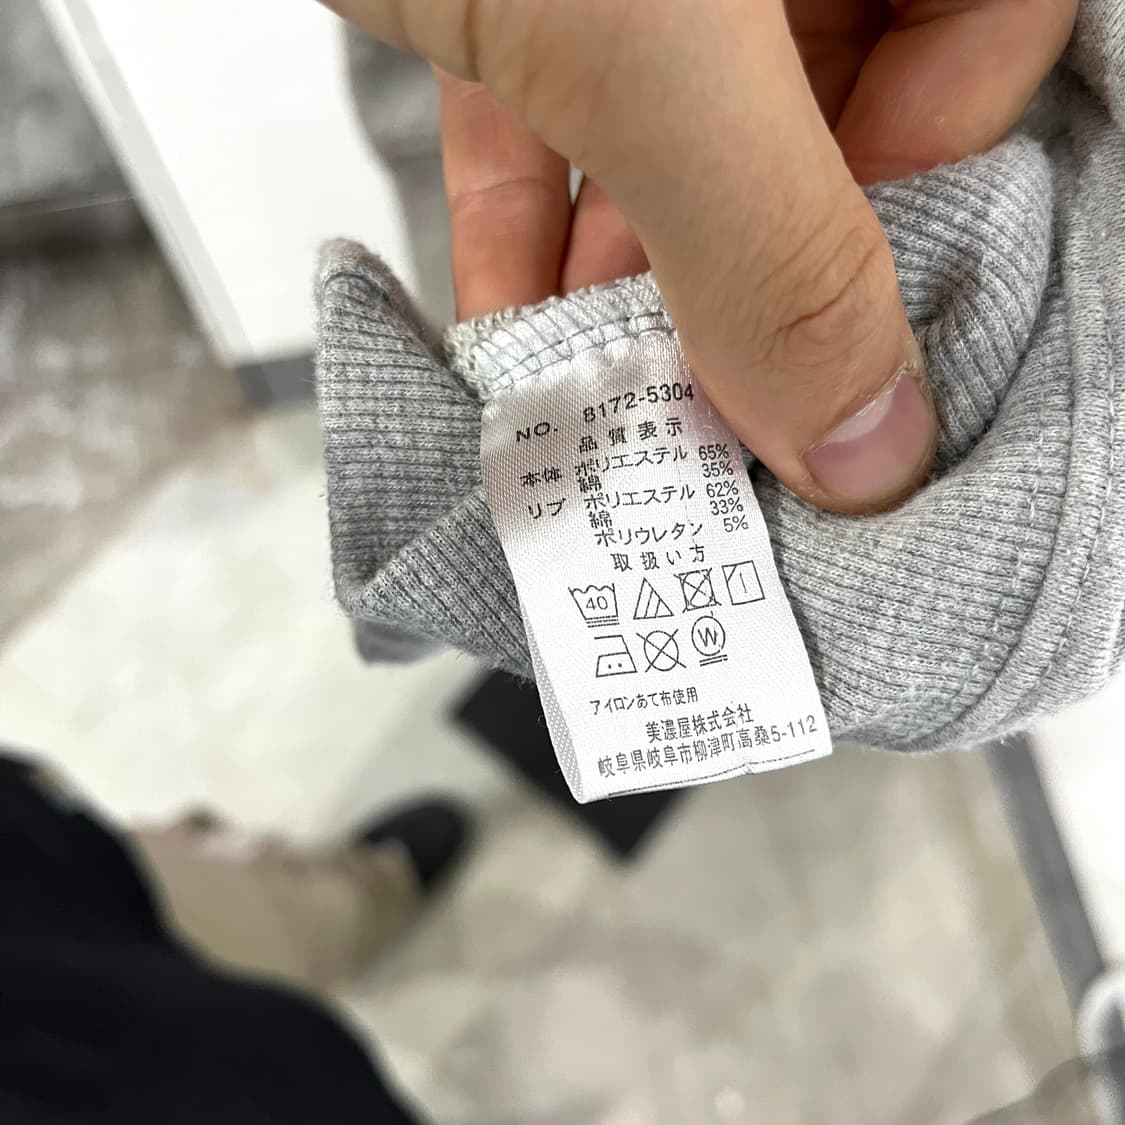 NO. 8172-5304
品質表示
本体 ポリエステル 65%
綿 35%
リブ ポリエステル 62%
綿 33%
ポリウレタン 5%
取扱い方
40
W
アイロンあて布使用
美濃屋株式会社
岐阜県岐阜市柳津町高桑5-112